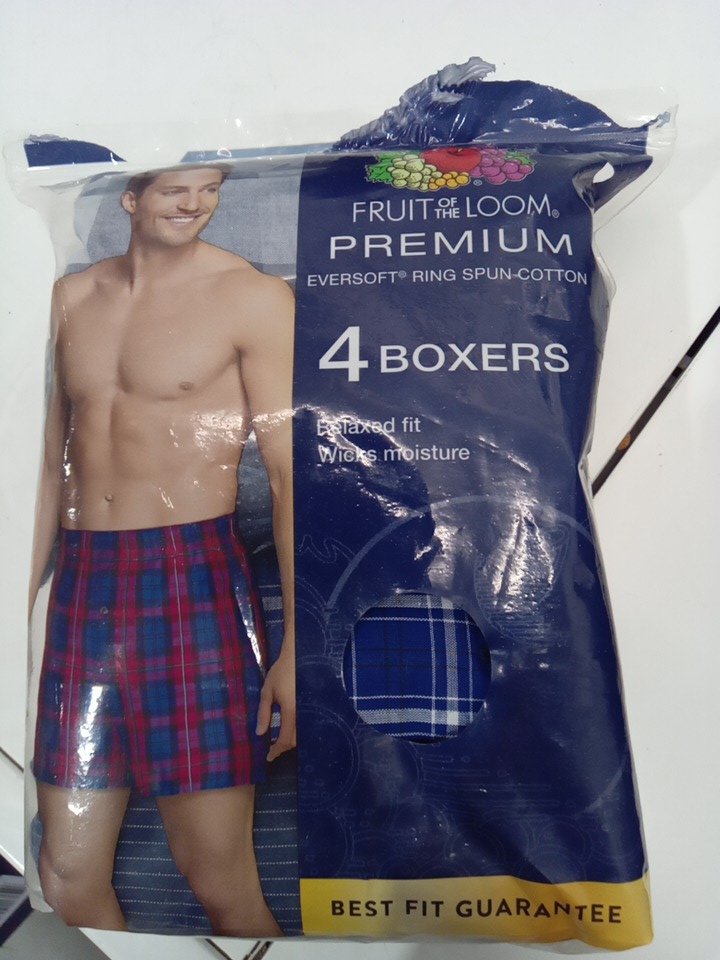 FRUIT OF THE LOOM®
PREMIUM
EVERSOFT® RING SPUN-COTTON
4 BOXERS
Relaxed fit
Wicks moisture
BEST FIT GUARANTEE